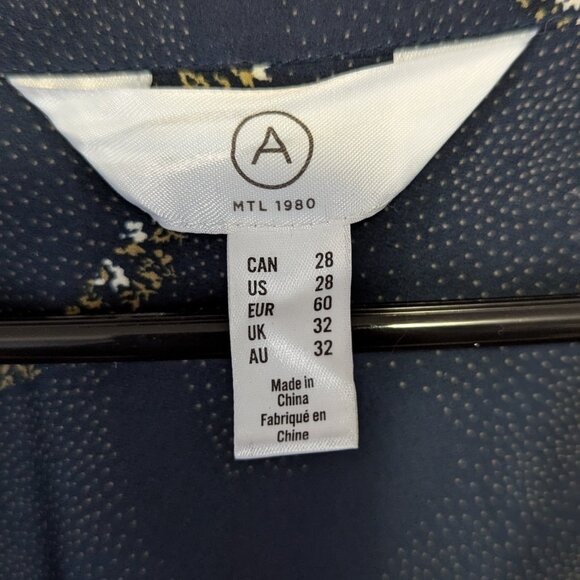 A
MTL 1980
CAN 28
US 28
EUR 60
UK 32
AU 32
Made in
China
Fabriqué en
Chine